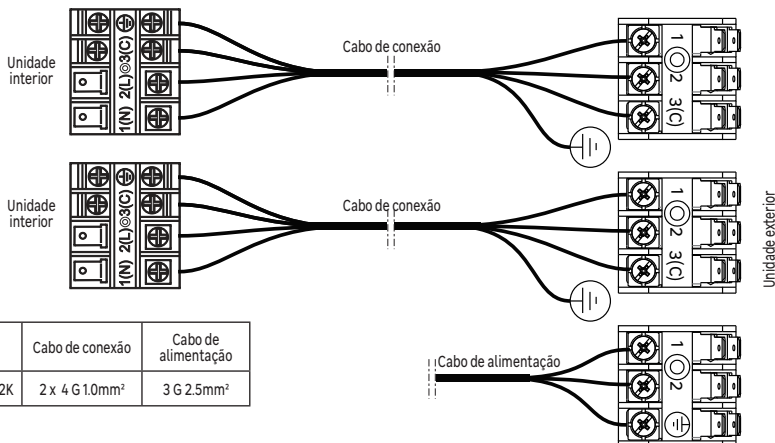 Unidade
interior
1(N) 2(L) 3(C)
Cabo de conexão
1
2
3(C)
Unidade
interior
1(N) 2(L) 3(C)
Cabo de conexão
1
2
3(C)
Unidade exterior
Cabo de conexão
Cabo de
alimentação
2K
2 x 4 G 1.0mm²
3 G 2.5mm²
Cabo de alimentação
1
2